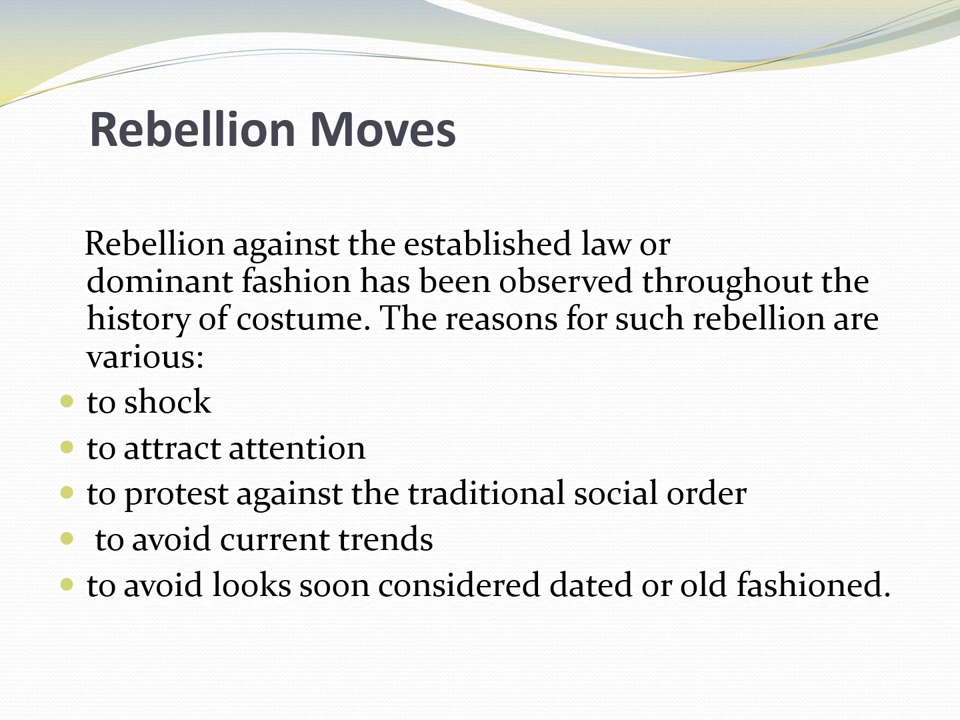 Rebellion Moves
Rebellion against the established law or
dominant fashion has been observed throughout the
history of costume. The reasons for such rebellion are
various:
• to shock
• to attract attention
• to protest against the traditional social order
• to avoid current trends
• to avoid looks soon considered dated or old fashioned.